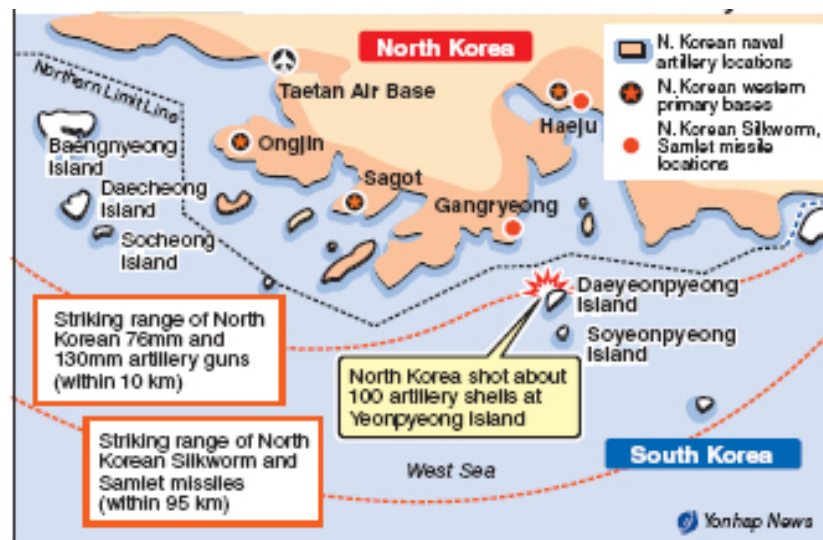 North Korea
N. Korean naval
artillery locations
N. Korean western
primary bases
N. Korean Silkworm,
Samlet missile
locations
Northern Limit Line
Taetan Air Base
Haeju
Ongjin
Baengnyeong
Island
Daecheong
Island
Sagot
Gangryeong
Socheong
Island
Daeyeonpyeong
Island
Soyeonpyeong
Island
Striking range of North
Korean 76mm and
130mm artillery guns
(within 10 km)
North Korea shot about
100 artillery shells at
Yeonpyeong Island
Striking range of North
Korean Silkworm and
Samlet missiles
(within 95 km)
West Sea
South Korea
Yonhap News